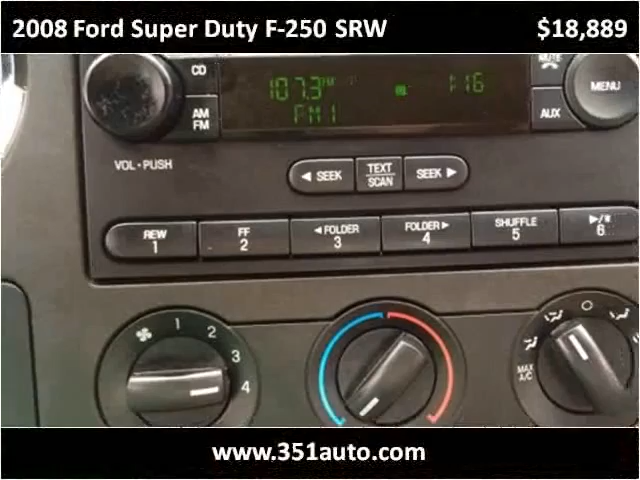 2008 Ford Super Duty F-250 SRW $18,889
CD 107.3 FM 1:16 MUTE MENU
AM FM FM1 AUX
VOL - PUSH
◄ SEEK TEXT SCAN SEEK ►
REW 1 FF 2 ◄ FOLDER 3 FOLDER ► 4 SHUFFLE 5 ►/⏸ 6
1 2 3 4
MAX A/C
www.351auto.com